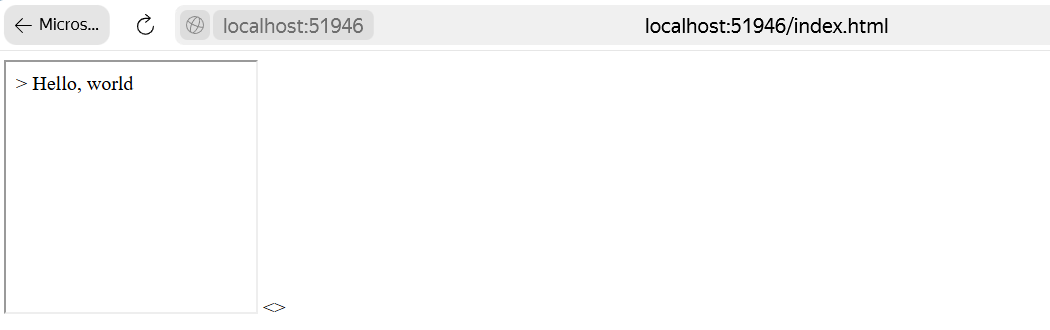 Micros...
localhost:51946
localhost:51946/index.html
> Hello, world
<>